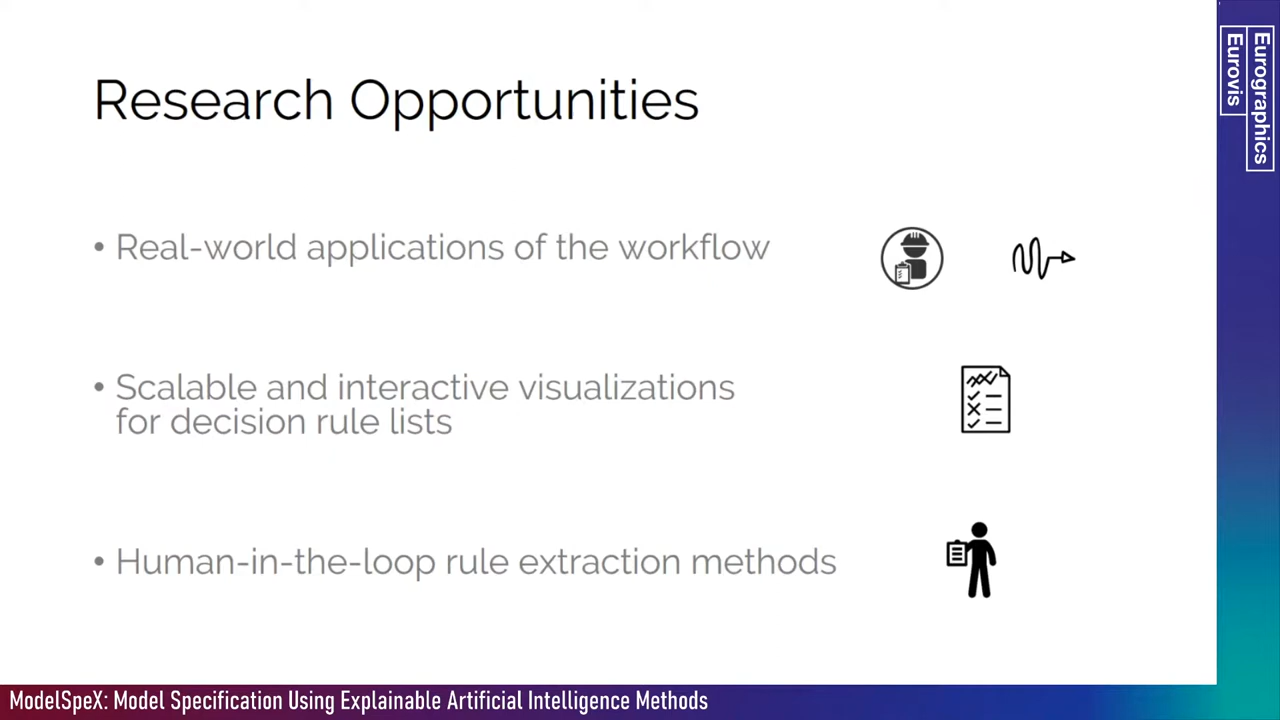 Research Opportunities
• Real-world applications of the workflow
• Scalable and interactive visualizations
for decision rule lists
• Human-in-the-loop rule extraction methods
Eurographics
Eurovis
ModelSpeX: Model Specification Using Explainable Artificial Intelligence Methods